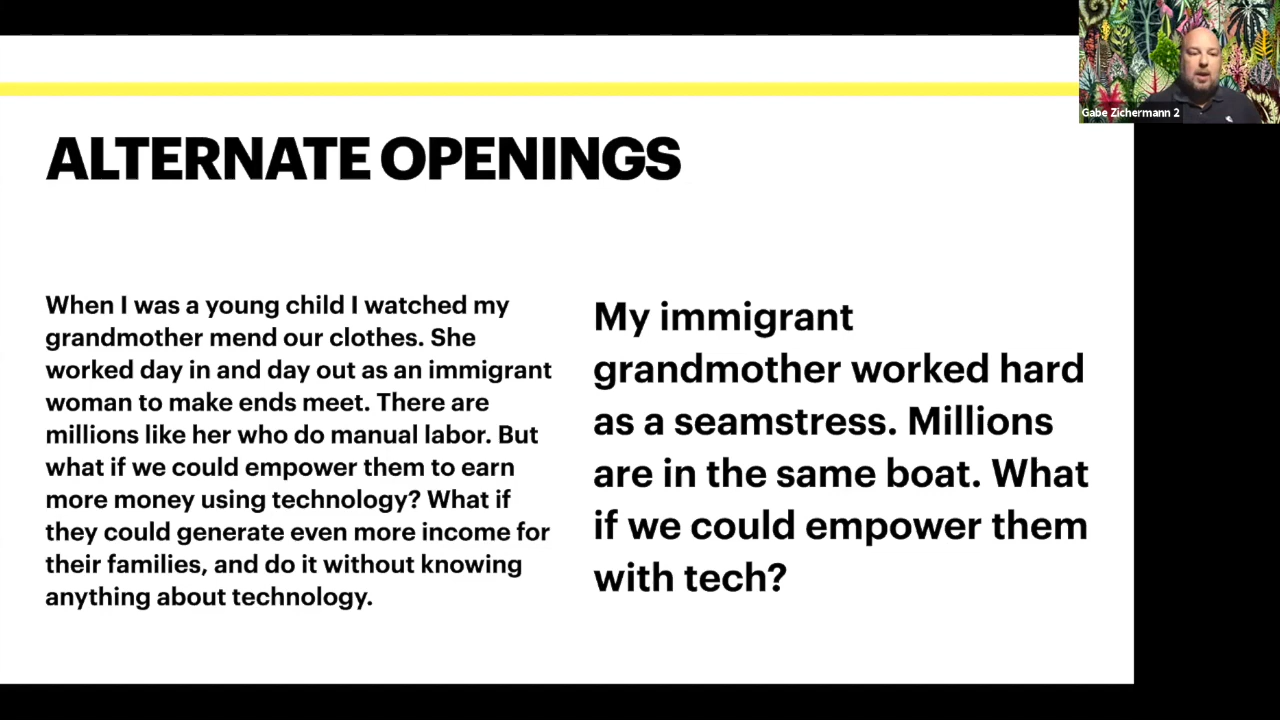 Gabe Zichermann 2
ALTERNATE OPENINGS
When I was a young child I watched my
grandmother mend our clothes. She
worked day in and day out as an immigrant
woman to make ends meet. There are
millions like her who do manual labor. But
what if we could empower them to earn
more money using technology? What if
they could generate even more income for
their families, and do it without knowing
anything about technology.
My immigrant
grandmother worked hard
as a seamstress. Millions
are in the same boat. What
if we could empower them
with tech?